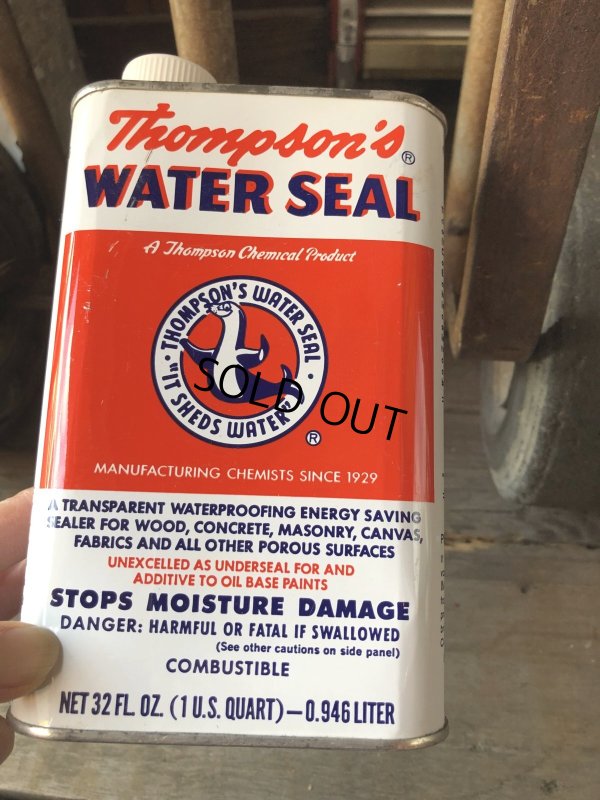 Thompson's®
WATER SEAL
A Thompson Chemical Product
• THOMPSON'S WATER SEAL •
"IT SHEDS WATER"
®
SOLD OUT
MANUFACTURING CHEMISTS SINCE 1929
A TRANSPARENT WATERPROOFING ENERGY SAVING
SEALER FOR WOOD, CONCRETE, MASONRY, CANVAS,
FABRICS AND ALL OTHER POROUS SURFACES
UNEXCELLED AS UNDERSEAL FOR AND
ADDITIVE TO OIL BASE PAINTS
STOPS MOISTURE DAMAGE
DANGER: HARMFUL OR FATAL IF SWALLOWED
(See other cautions on side panel)
COMBUSTIBLE
NET 32 FL. OZ. (1 U.S. QUART)—0.946 LITER